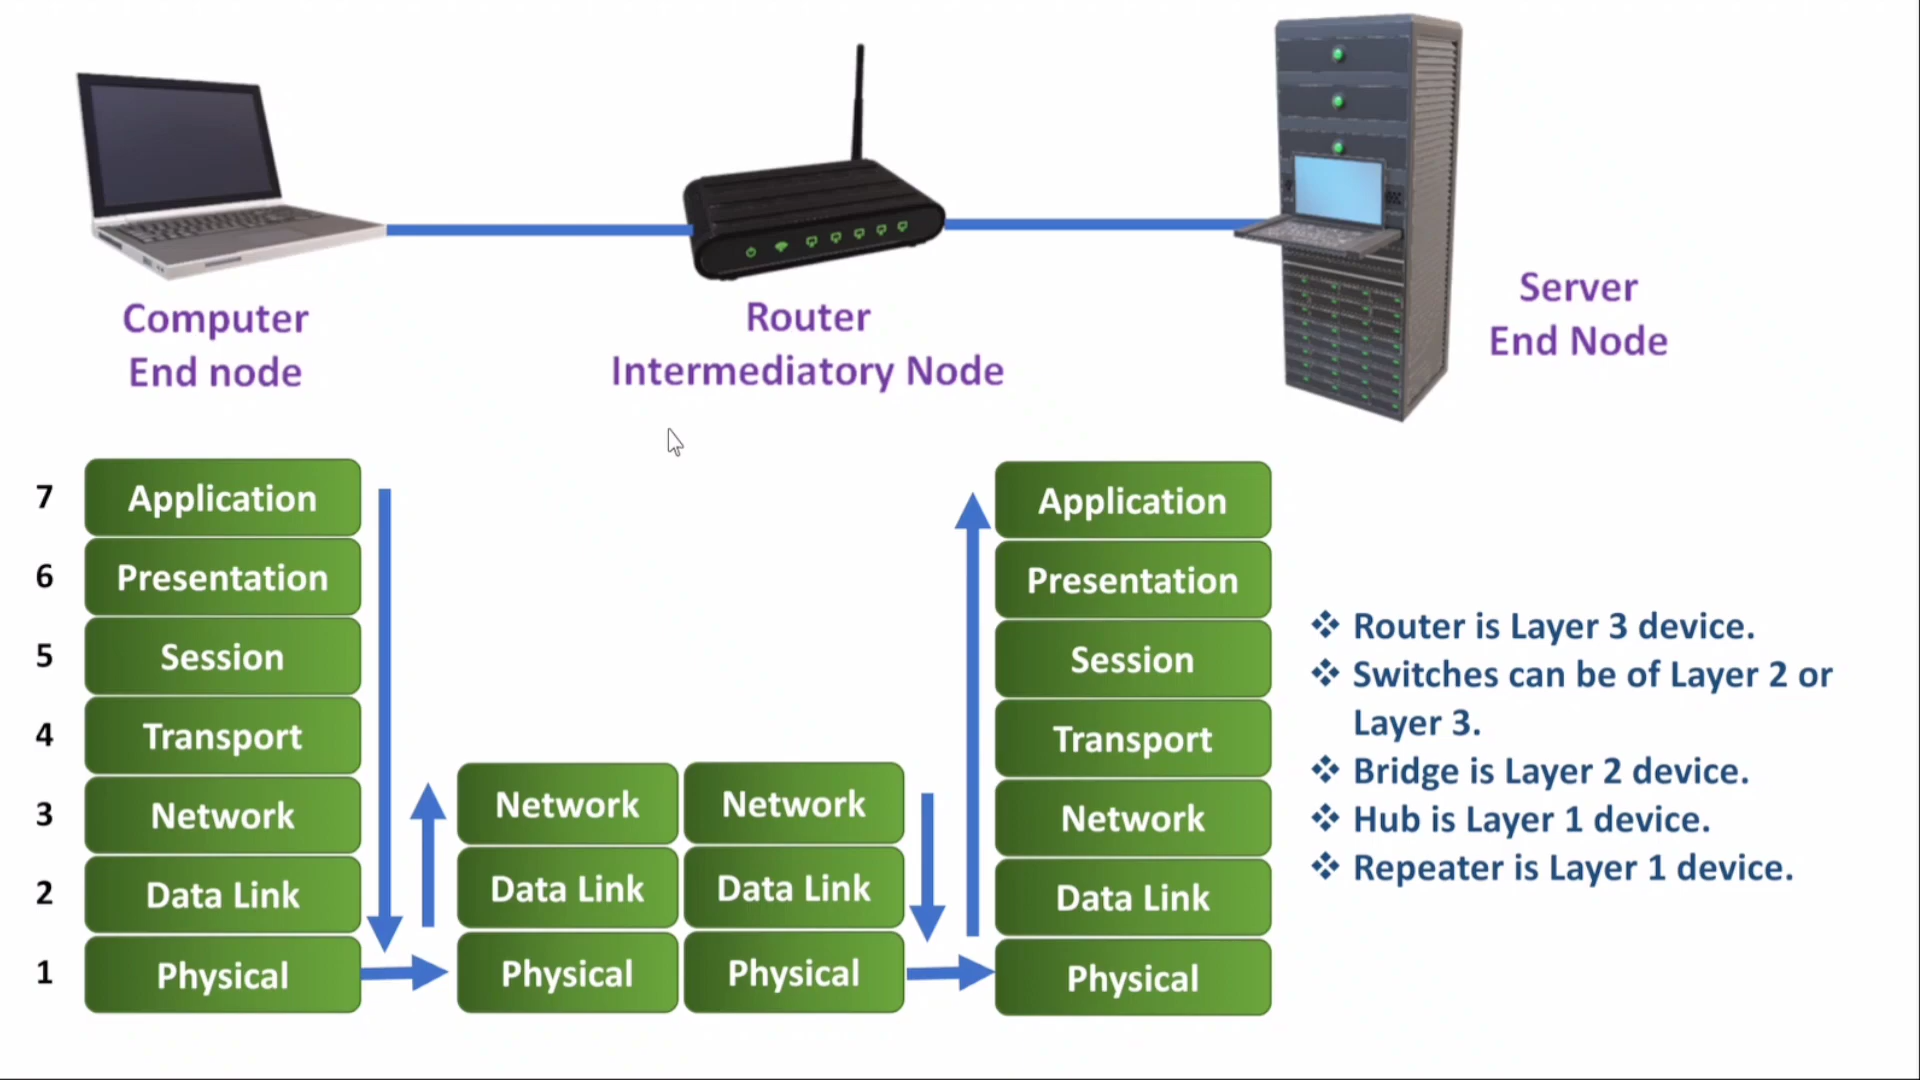 Computer
End node
Router
Intermediatory Node
Server
End Node
7
Application
6
Presentation
5
Session
4
Transport
3
Network
2
Data Link
1
Physical
Network
Data Link
Physical
Network
Data Link
Physical
Application
Presentation
Session
Transport
Network
Data Link
Physical
❖ Router is Layer 3 device.
❖ Switches can be of Layer 2 or
Layer 3.
❖ Bridge is Layer 2 device.
❖ Hub is Layer 1 device.
❖ Repeater is Layer 1 device.